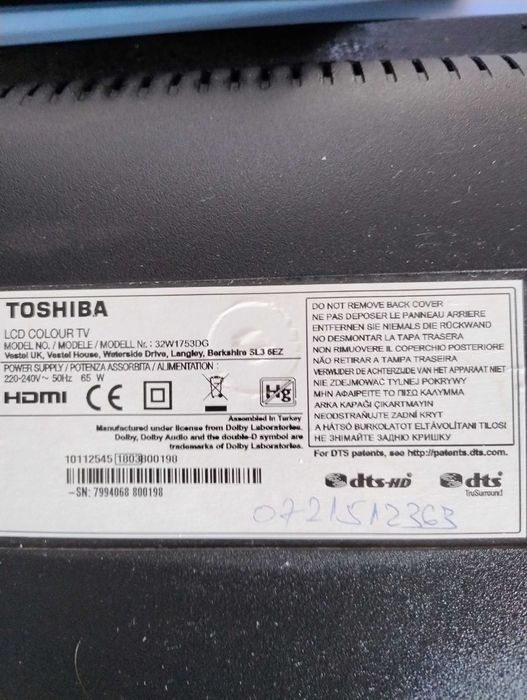 TOSHIBA
LCD COLOUR TV
MODEL NO. / MODELE / MODELL Nr. : 32W1753DG
Vestel UK, Vestel House, Waterside Drive, Langley, Berkshire SL3 6EZ
POWER SUPPLY / POTENZA ASSORBITA / ALIMENTATION :
220-240V~ 50Hz 65 W
HDMI CE Hg
Assembled in Turkey
Manufactured under license from Dolby Laboratories.
Dolby, Dolby Audio and the double-D symbol are
trademarks of Dolby Laboratories.
10112545 1803 800198
-SN: 7994068 800198
DO NOT REMOVE BACK COVER
NE PAS DEPOSER LE PANNEAU ARRIERE
ENTFERNEN SIE NIEMALS DIE RÜCKWAND
NO DESMONTAR LA TAPA TRASERA
NON RIMUOVERE IL COPERCHIO POSTERIORE
NÃO RETIRAR A TAMPA TRASEIRA
VERWIJDER DE ACHTERZIJDE VAN HET APPARAAT NIET
NIE ZDEJMOWAĆ TYLNEJ POKRYWY
ΜΗΝ ΑΦΑΙΡΕΙΤΕ ΤΟ ΠΙΣΩ ΚΑΛΥΜΜΑ
ARKA KAPAĞI ÇIKARTMAYIN
NEODSTRAŇUJTE ZADNÍ KRYT
A HÁTSÓ BURKOLATOT ELTÁVOLÍTANI TILOS!
НЕ ЗНИМАЙТЕ ЗАДНЮ КРИШКУ
For DTS patents, see http://patents.dts.com.
dts-HD dts
TruSurround
0721512363